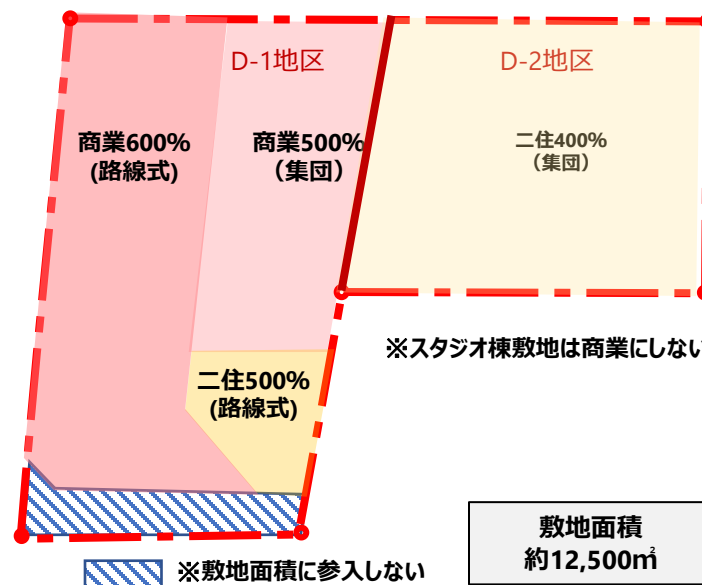 D-1地区
D-2地区
商業600%
(路線式)
商業500%
（集団）
二住400%
（集団）
※スタジオ棟敷地は商業にしない
二住500%
(路線式)
敷地面積
約12,500㎡
※敷地面積に参入しない